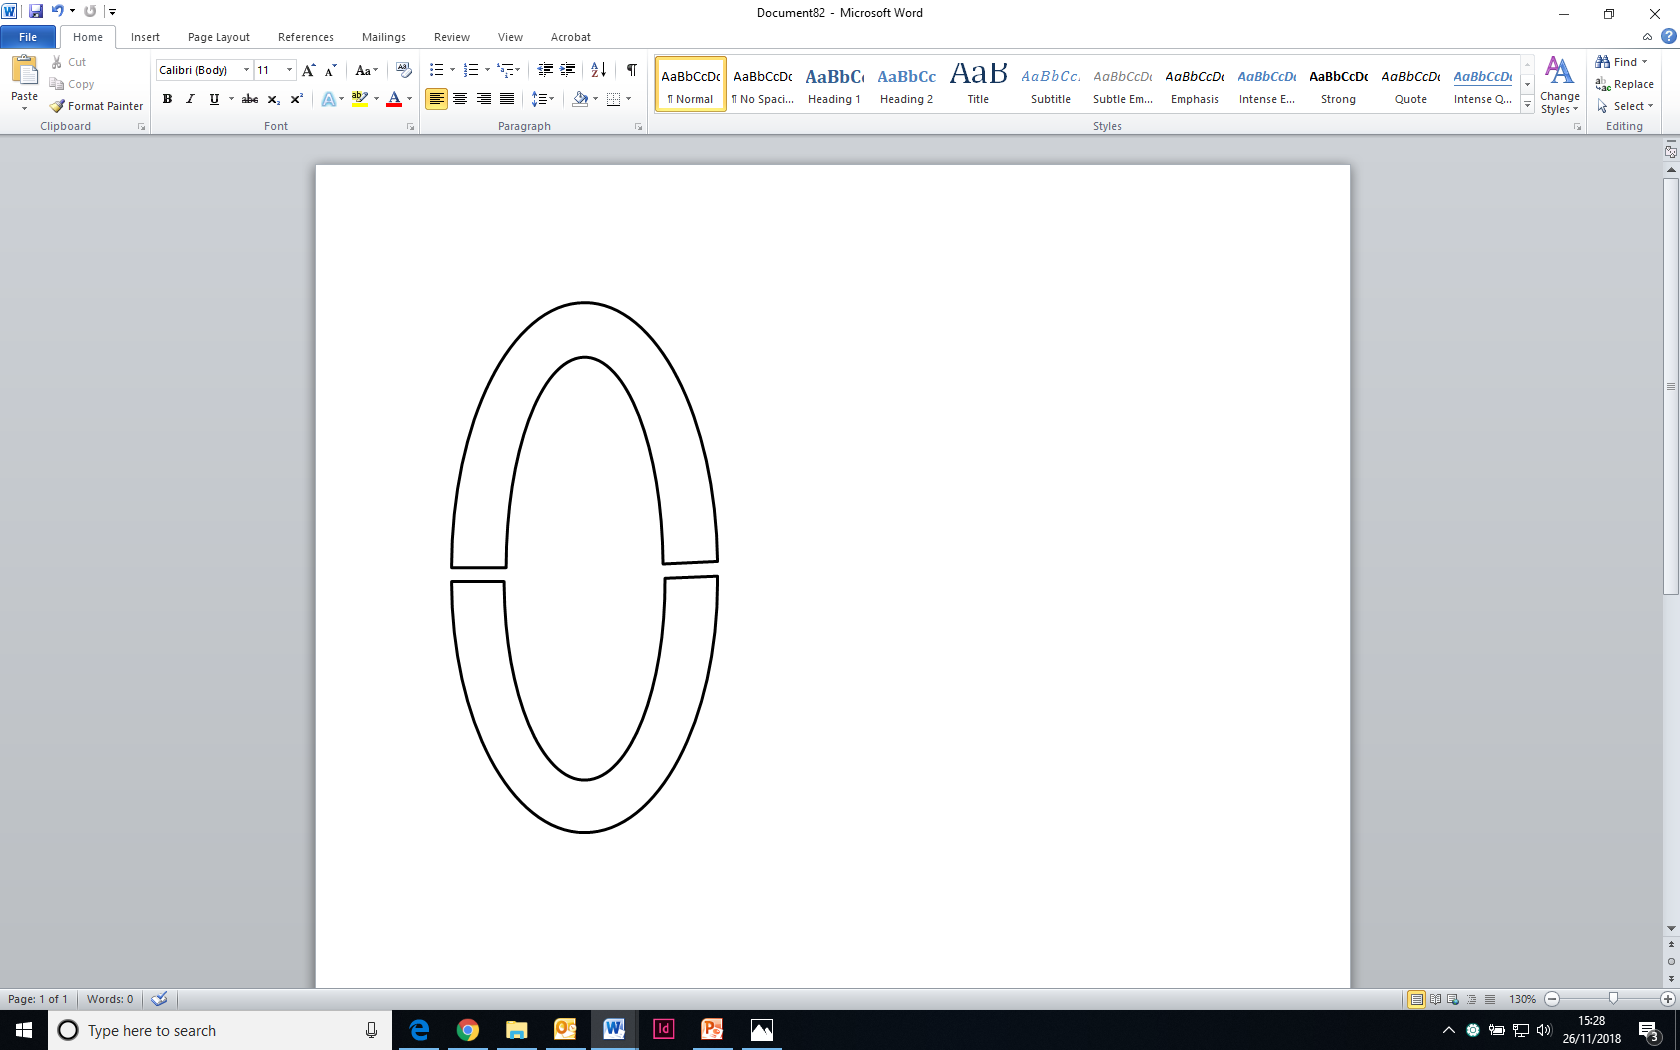 Document82 - Microsoft Word
File Home Insert Page Layout References Mailings Review View Acrobat
Paste
Cut
Copy
Format Painter
Clipboard
Calibri (Body) 11
Font
Paragraph
AaBbCcDc AaBbCcDc AaBbCc AaBbCc AaB AaBbCc. AaBbCcDc AaBbCcDc AaBbCcDc AaBbCcDc AaBbCcDc AaBbCcDc
¶ Normal ¶ No Spaci... Heading 1 Heading 2 Title Subtitle Subtle Em... Emphasis Intense E... Strong Quote Intense Q...
Change
Styles
Styles
Find
Replace
Select
Editing
Page: 1 of 1 Words: 0
130%
Type here to search
15:28
26/11/2018
3